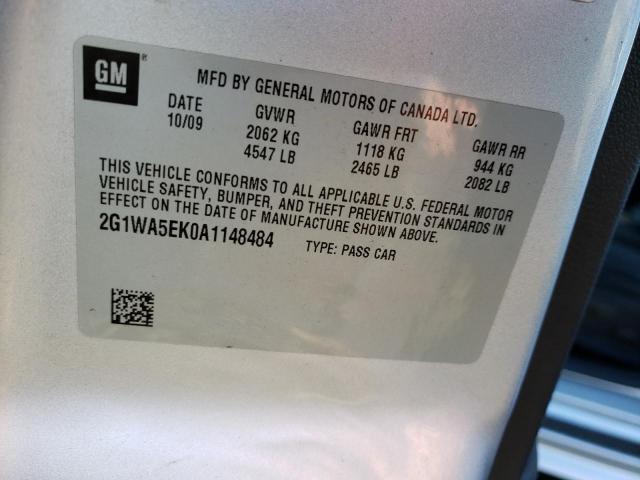 GM®
MFD BY GENERAL MOTORS OF CANADA LTD.
DATE GVWR GAWR FRT GAWR RR
10/09 2062 KG 1118 KG 944 KG
4547 LB 2465 LB 2082 LB
THIS VEHICLE CONFORMS TO ALL APPLICABLE U.S. FEDERAL MOTOR
VEHICLE SAFETY, BUMPER, AND THEFT PREVENTION STANDARDS IN
EFFECT ON THE DATE OF MANUFACTURE SHOWN ABOVE.
2G1WA5EK0A1148484 TYPE: PASS CAR